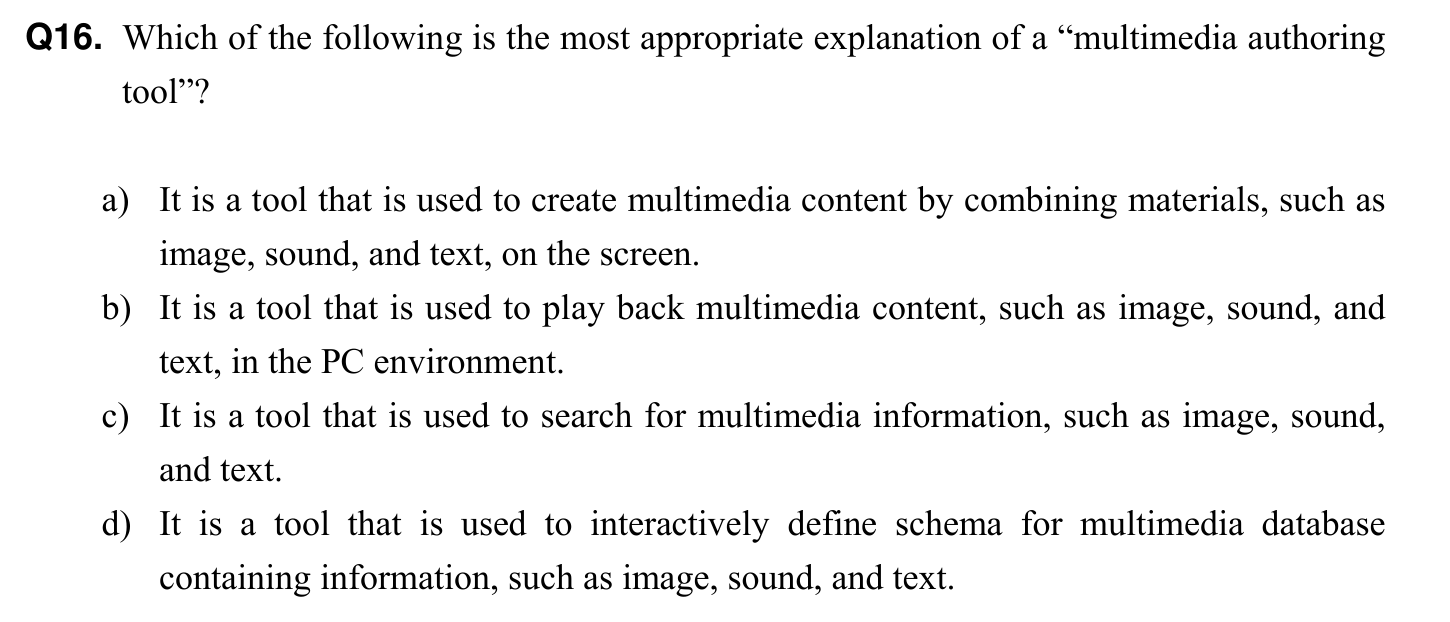 Q16. Which of the following is the most appropriate explanation of a “multimedia authoring
tool”?
a) It is a tool that is used to create multimedia content by combining materials, such as
image, sound, and text, on the screen.
b) It is a tool that is used to play back multimedia content, such as image, sound, and
text, in the PC environment.
c) It is a tool that is used to search for multimedia information, such as image, sound,
and text.
d) It is a tool that is used to interactively define schema for multimedia database
containing information, such as image, sound, and text.